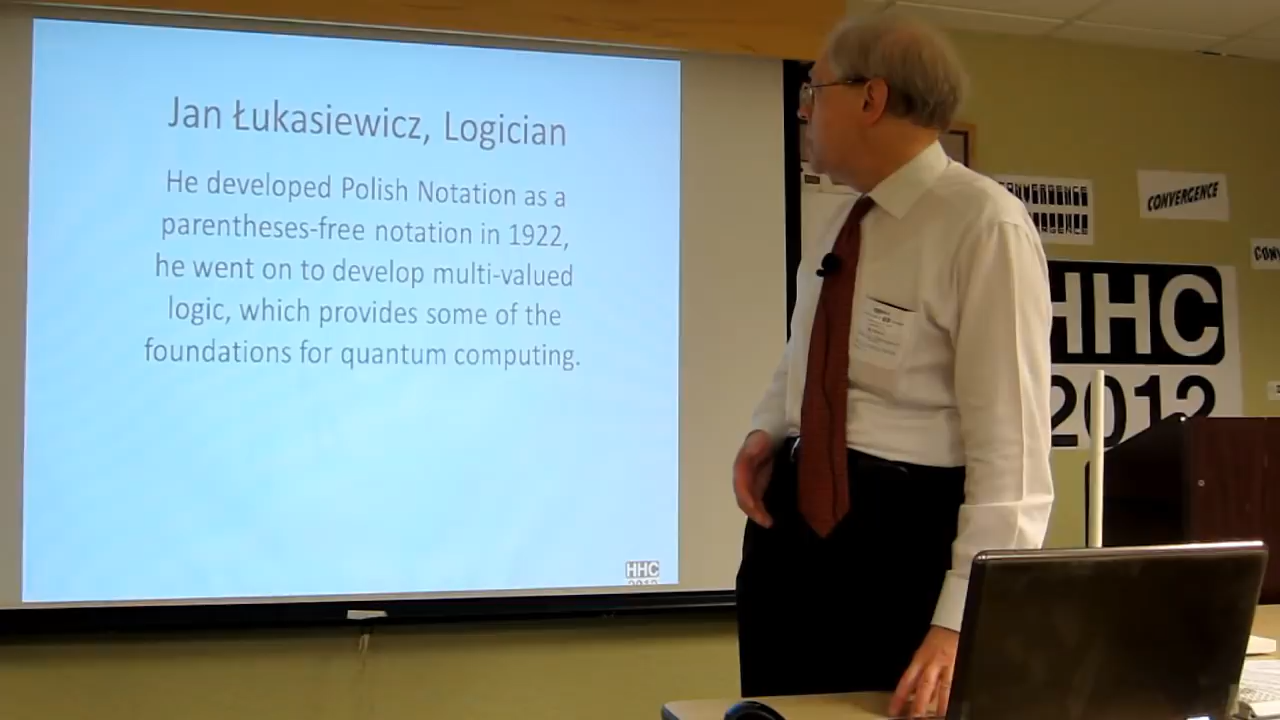 Jan Łukasiewicz, Logician
He developed Polish Notation as a
parentheses-free notation in 1922,
he went on to develop multi-valued
logic, which provides some of the
foundations for quantum computing.
HHC
2012
CONVERGENCE
CONVERGENCE
HHC
2012